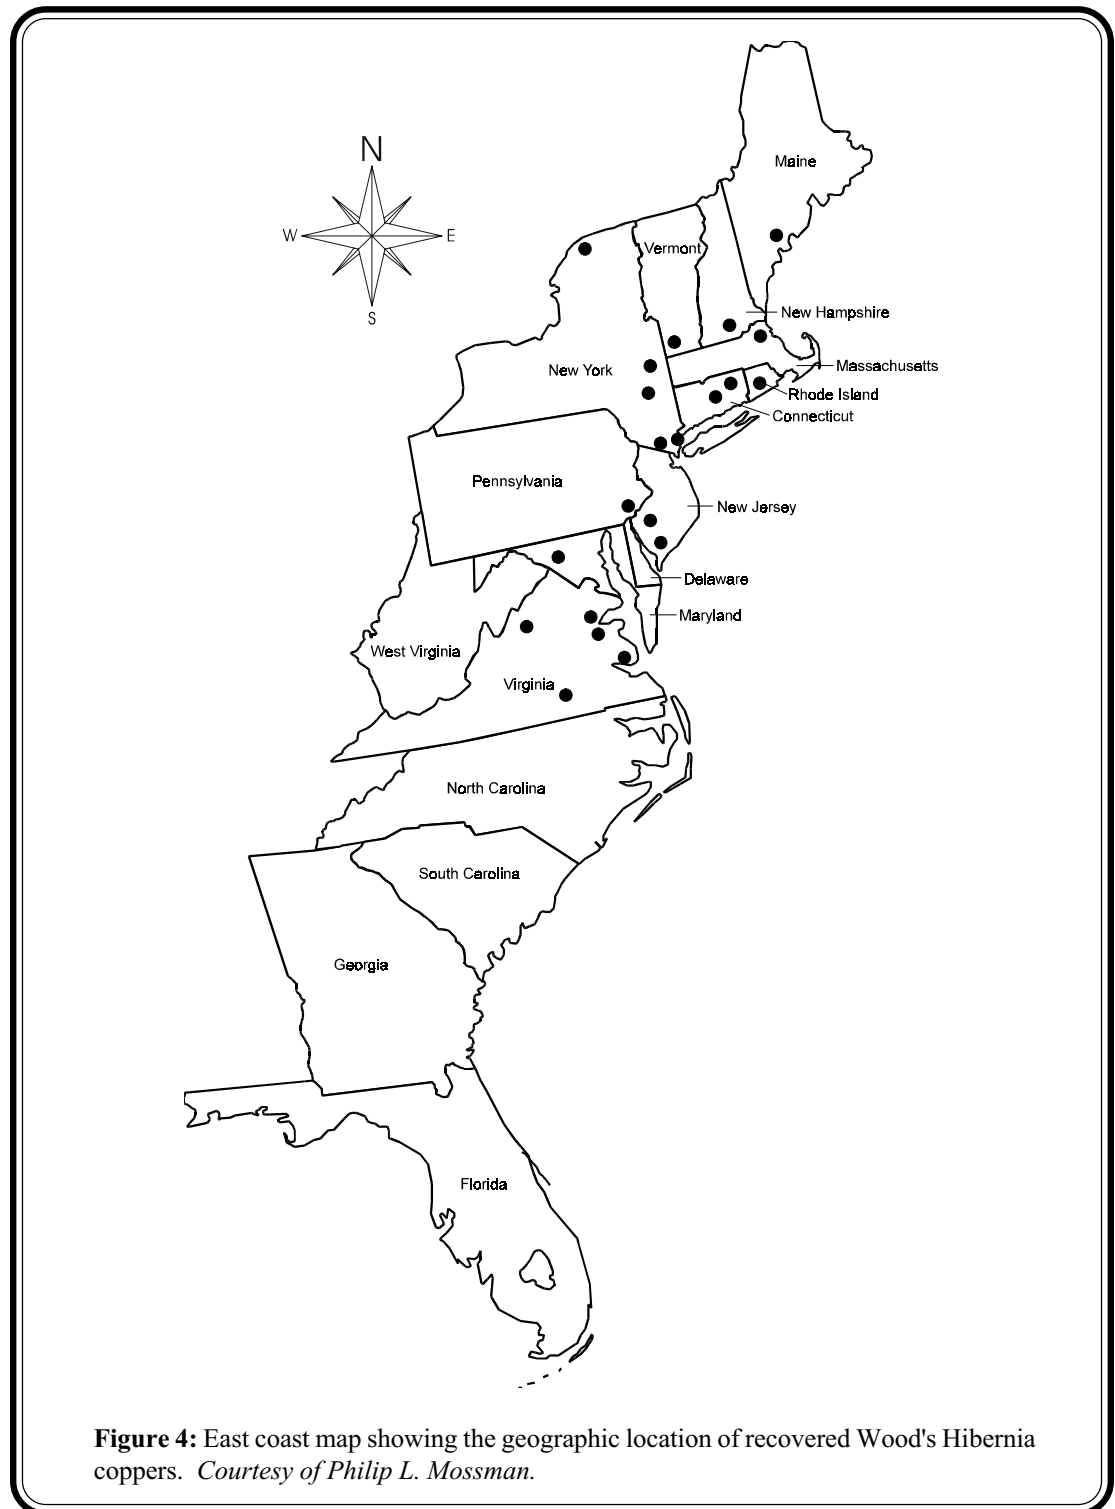 N
W
E
S
Maine
Vermont
New Hampshire
New York
Massachusetts
Rhode Island
Connecticut
Pennsylvania
New Jersey
Delaware
Maryland
West Virginia
Virginia
North Carolina
South Carolina
Georgia
Florida
Figure 4: East coast map showing the geographic location of recovered Wood's Hibernia
coppers. Courtesy of Philip L. Mossman.